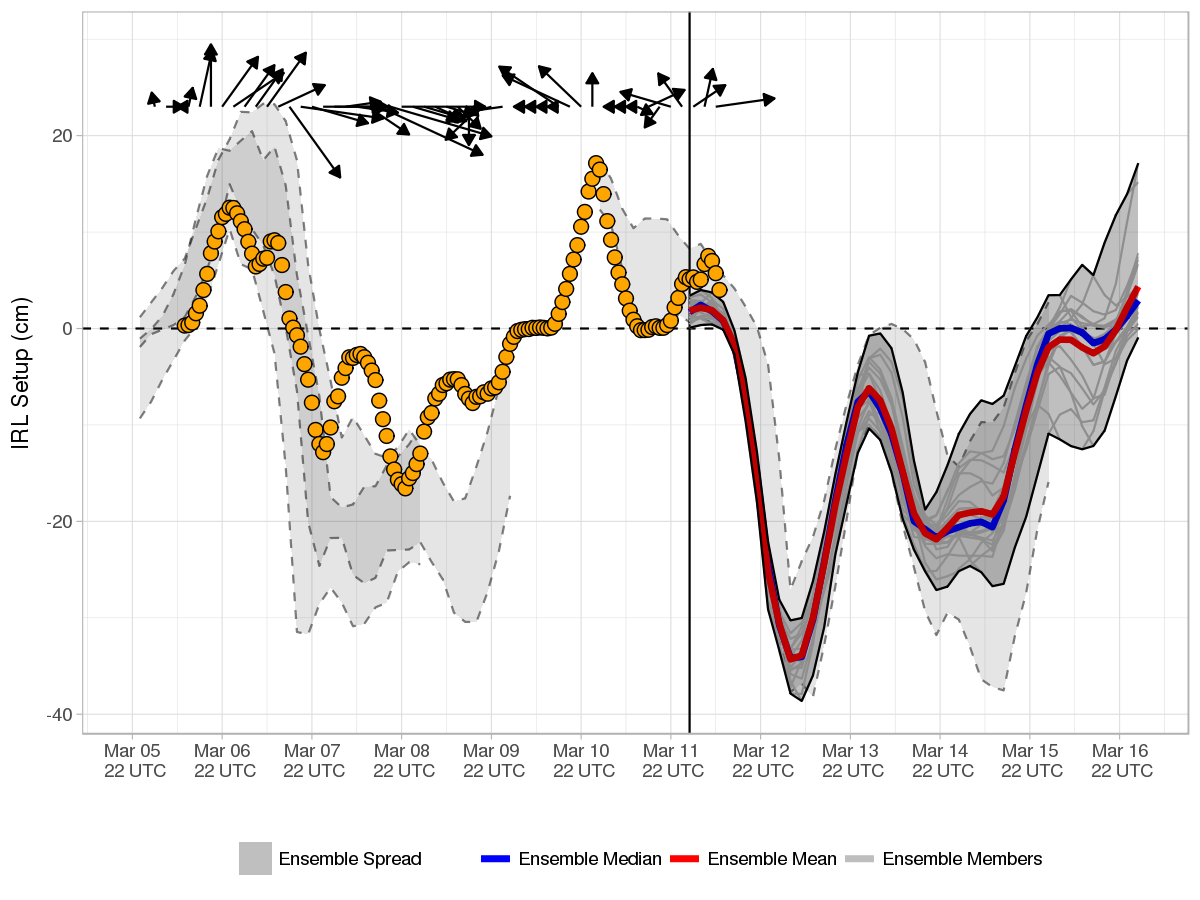 IRL Setup (cm)
20
0
-20
-40
Mar 05 Mar 06 Mar 07 Mar 08 Mar 09 Mar 10 Mar 11 Mar 12 Mar 13 Mar 14 Mar 15 Mar 16
22 UTC 22 UTC 22 UTC 22 UTC 22 UTC 22 UTC 22 UTC 22 UTC 22 UTC 22 UTC 22 UTC 22 UTC
Ensemble Spread Ensemble Median Ensemble Mean Ensemble Members